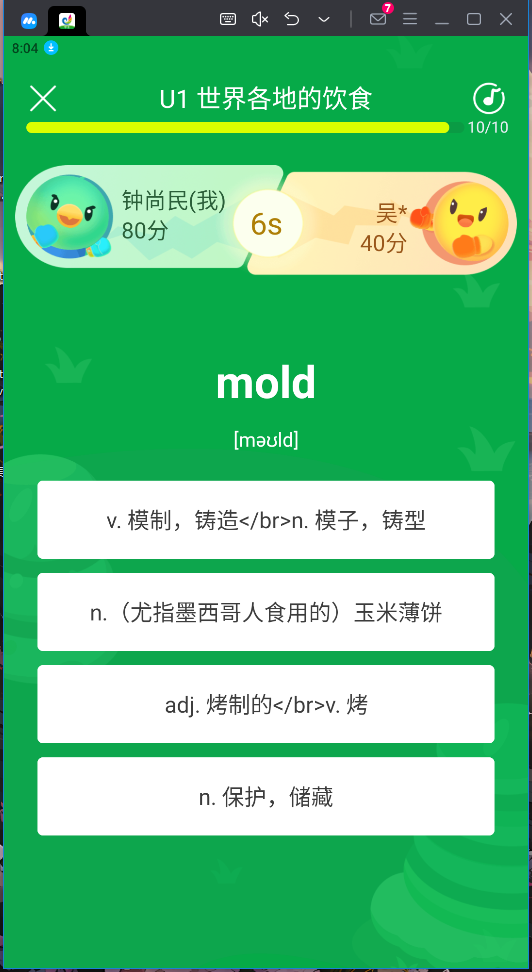 7
8:04
U1 世界各地的饮食
10/10
钟尚民(我)
80分
6s
吴*
40分
mold
[məʊld]
v. 模制，铸造</br>n. 模子，铸型
n.（尤指墨西哥人食用的）玉米薄饼
adj. 烤制的</br>v. 烤
n. 保护，储藏